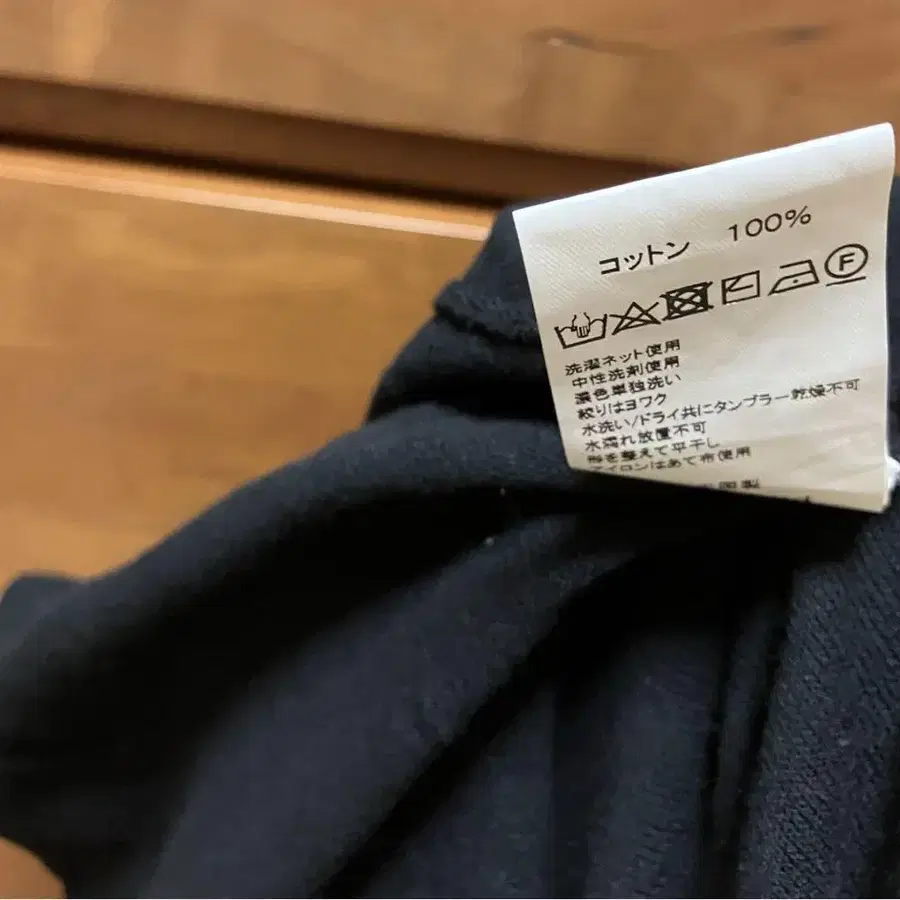 コットン 100%
F
洗濯ネット使用
中性洗剤使用
濃色単独洗い
絞りはヨワク
水洗い/ドライ共にタンブラー乾燥不可
水濡れ放置不可
形を整えて平干し
アイロンはあて布使用
国製